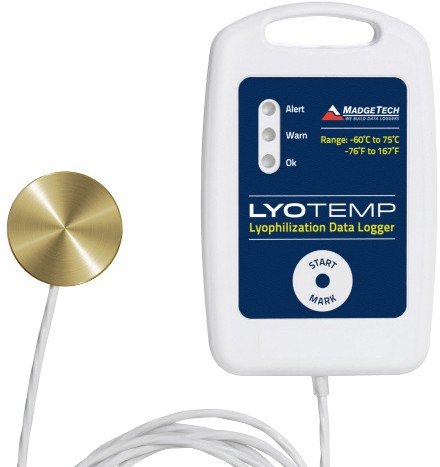 Alert
Warn
Ok
MADGETECH
WE BUILD DATA LOGGERS
Range: -60°C to 75°C
-76°F to 167°F
LYOTEMP
Lyophilization Data Logger
START
MARK